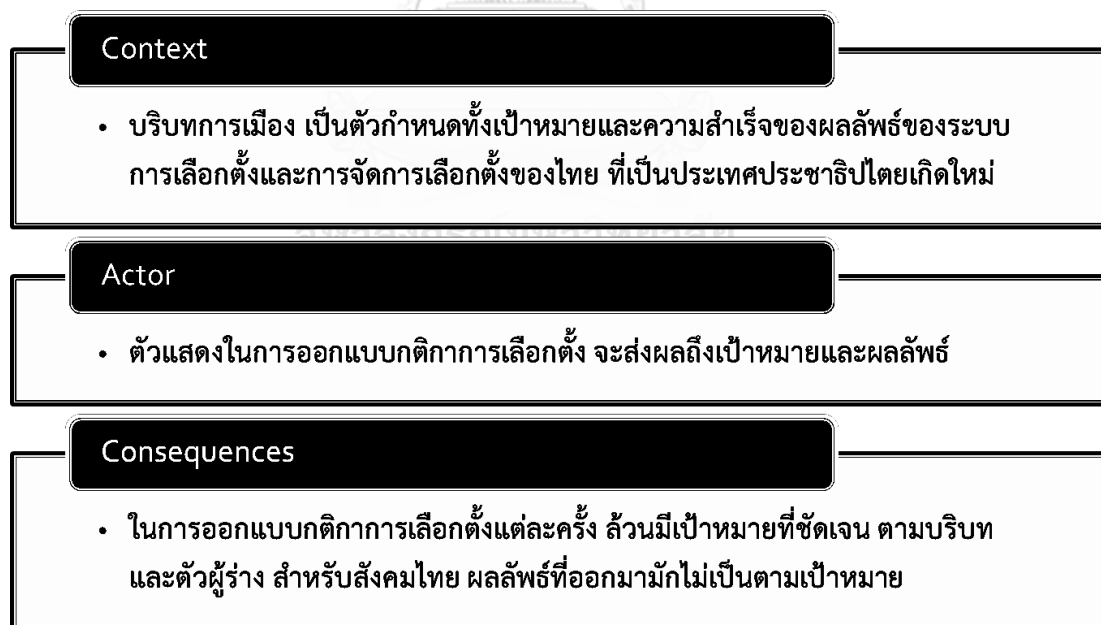 Context
• บริบทการเมือง เป็นตัวกำหนดทั้งเป้าหมายและความสำเร็จของผลลัพธ์ของระบบ
การเลือกตั้งและการจัดการเลือกตั้งของไทย ที่เป็นประเทศประชาธิปไตยเกิดใหม่
Actor
• ตัวแสดงในการออกแบบกติกาการเลือกตั้ง จะส่งผลถึงเป้าหมายและผลลัพธ์
Consequences
• ในการออกแบบกติกาการเลือกตั้งแต่ละครั้ง ล้วนมีเป้าหมายที่ชัดเจน ตามบริบท
และตัวผู้ร่าง สำหรับสังคมไทย ผลลัพธ์ที่ออกมามักไม่เป็นตามเป้าหมาย